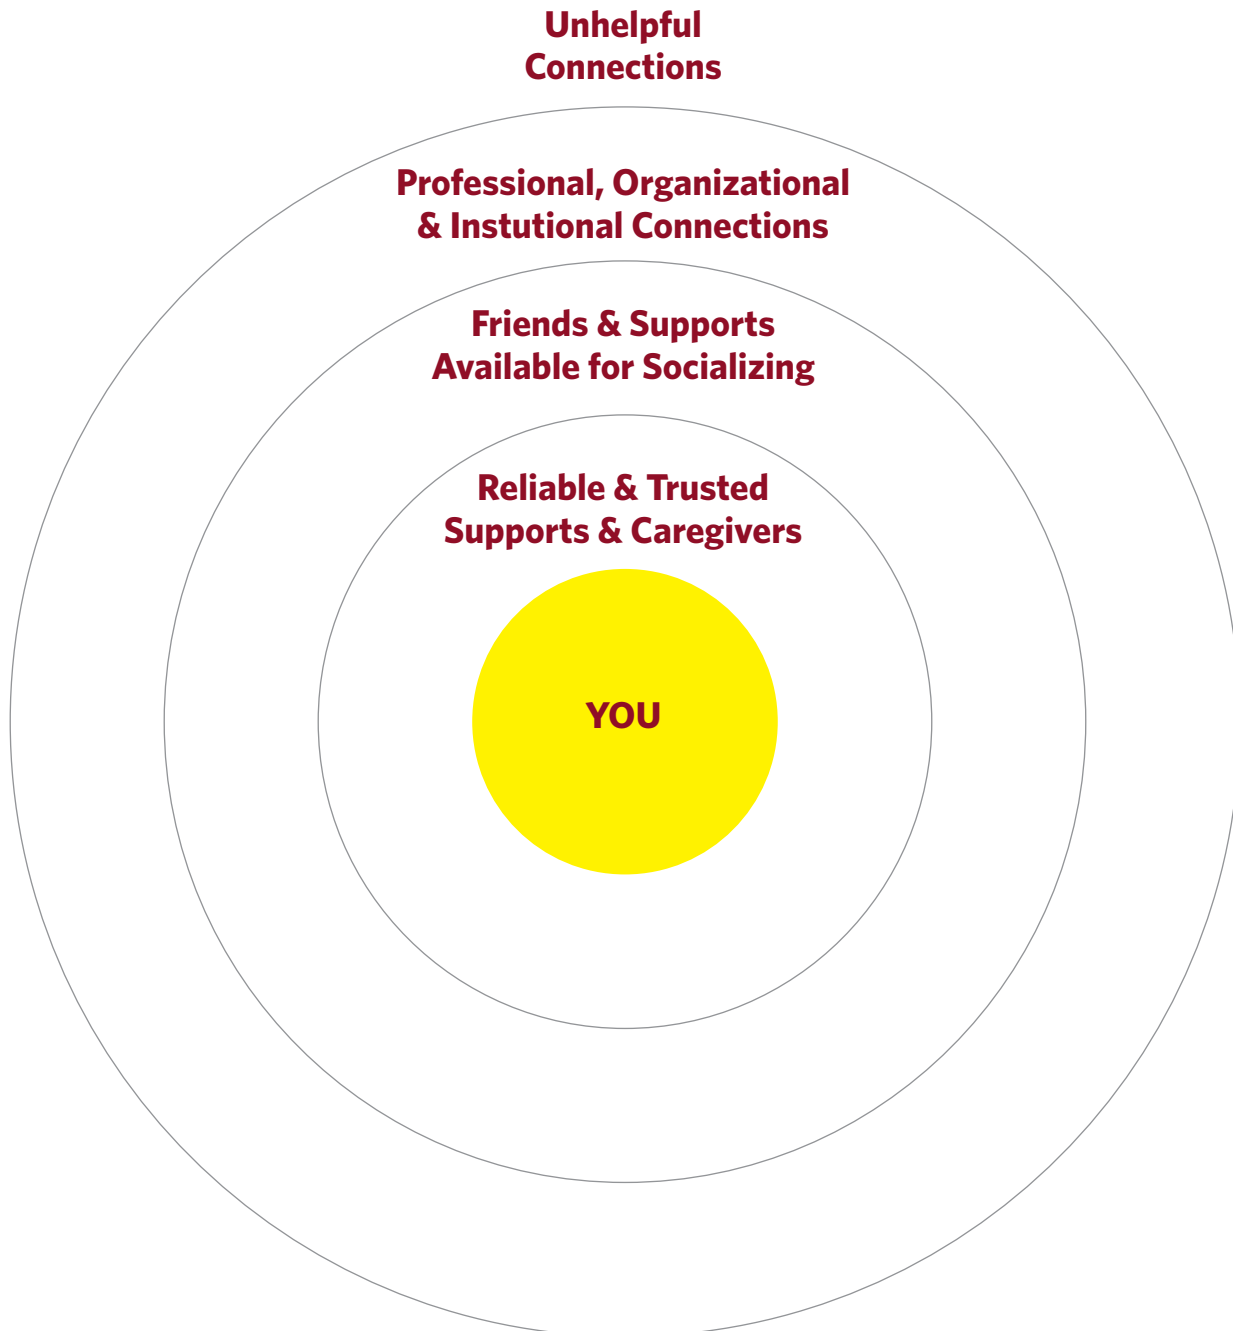 Unhelpful
Connections
Professional, Organizational
& Instutional Connections
Friends & Supports
Available for Socializing
Reliable & Trusted
Supports & Caregivers
YOU